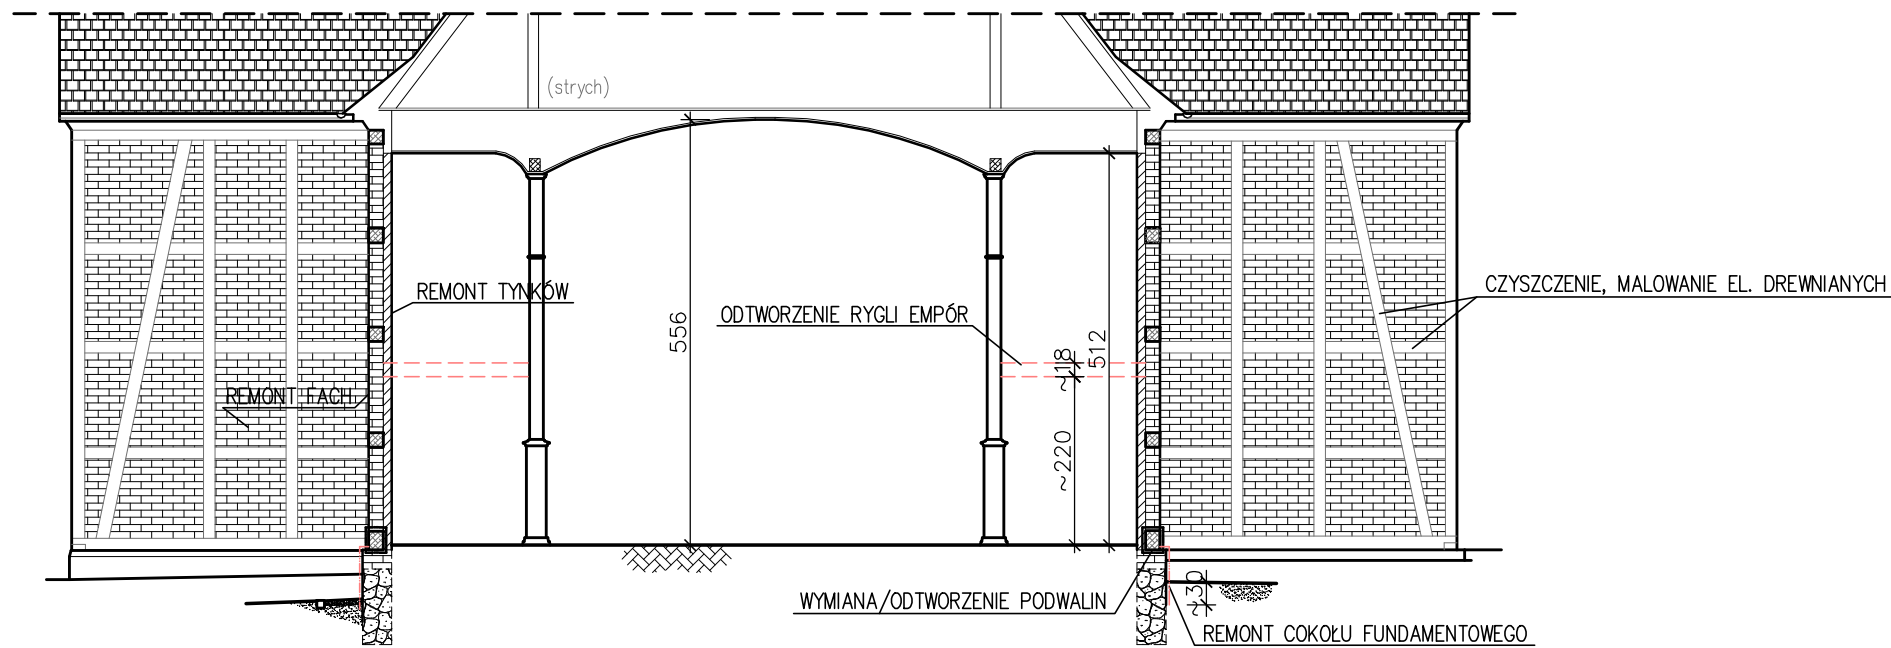 (strych)
REMONT TYNKÓW
CZYSZCZENIE, MALOWANIE EL. DREWNIANYCH
ODTWORZENIE RYGLI EMPÓR
556
512
~18
REMONT FACH
~220
WYMIANA/ODTWORZENIE PODWALIN
~30
REMONT COKOŁU FUNDAMENTOWEGO